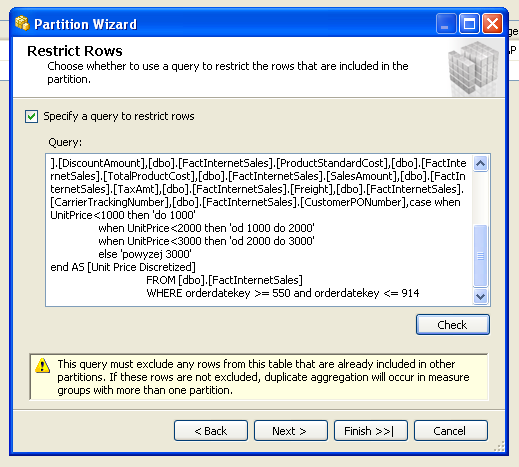 Partition Wizard
Restrict Rows
Choose whether to use a query to restrict the rows that are included in the
partition.
Specify a query to restrict rows
Query:
].[DiscountAmount],[dbo].[FactInternetSales].[ProductStandardCost],[dbo].[FactInte
rnetSales].[TotalProductCost],[dbo].[FactInternetSales].[SalesAmount],[dbo].[FactIn
ternetSales].[TaxAmt],[dbo].[FactInternetSales].[Freight],[dbo].[FactInternetSales].
[CarrierTrackingNumber],[dbo].[FactInternetSales].[CustomerPONumber],case when
UnitPrice<1000 then 'do 1000'
when UnitPrice<2000 then 'od 1000 do 2000'
when UnitPrice<3000 then 'od 2000 do 3000'
else 'powyzej 3000'
end AS [Unit Price Discretized]
FROM [dbo].[FactInternetSales]
WHERE orderdatekey >= 550 and orderdatekey <= 914
Check
This query must exclude any rows from this table that are already included in other
partitions. If these rows are not excluded, duplicate aggregation will occur in measure
groups with more than one partition.
< Back
Next >
Finish >>|
Cancel